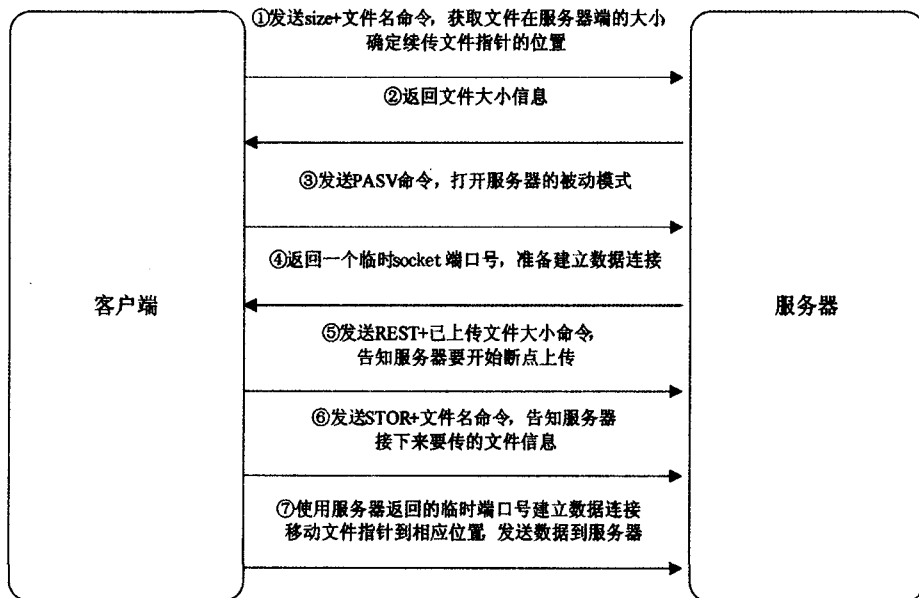 ①发送size+文件名命令，获取文件在服务器端的大小，
确定续传文件指针的位置
②返回文件大小信息
③发送PASV命令，打开服务器的被动模式
④返回一个临时socket端口号，准备建立数据连接
客户端
服务器
⑤发送REST+已上传文件大小命令，
告知服务器要开始断点上传
⑥发送STOR+文件名命令，告知服务器
接下来要传的文件信息
⑦使用服务器返回的临时端口号建立数据连接
移动文件指针到相应位置，发送数据到服务器